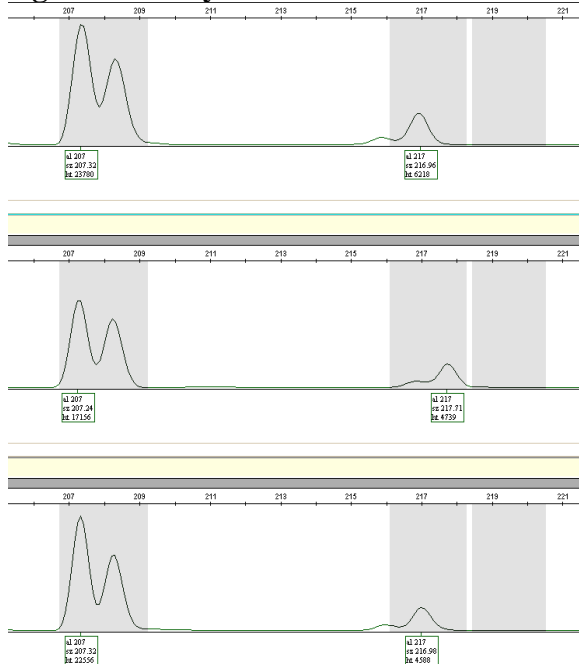 207 209 211 213 215 217 219 221
al 207
sz 207.32
ht 23780
al 217
sz 216.96
ht 6218
207 209 211 213 215 217 219 221
al 207
sz 207.24
ht 17156
al 217
sz 217.71
ht 4739
207 209 211 213 215 217 219 221
al 207
sz 207.32
ht 22556
al 217
sz 216.98
ht 4588